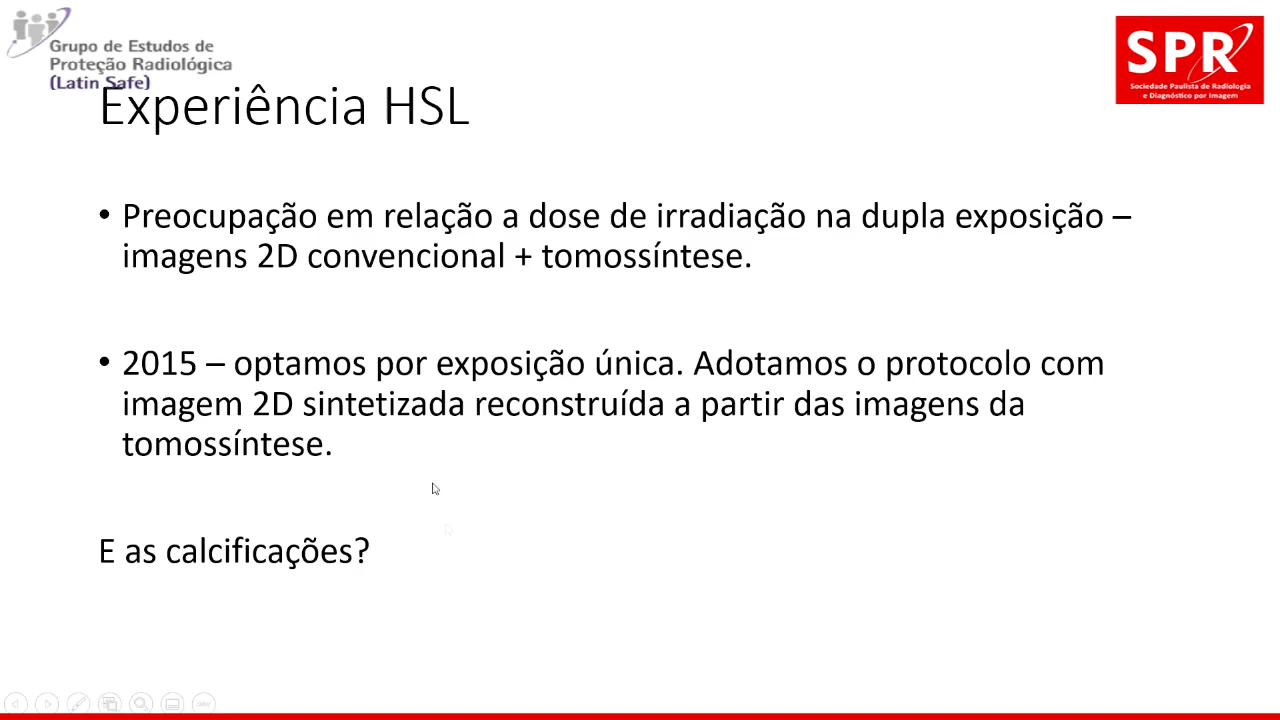 Grupo de Estudos de
Proteção Radiológica
(Latin Safe)
SPR
Sociedade Paulista de Radiologia
e Diagnóstico por Imagem
Experiência HSL
• Preocupação em relação a dose de irradiação na dupla exposição –
imagens 2D convencional + tomossíntese.
• 2015 – optamos por exposição única. Adotamos o protocolo com
imagem 2D sintetizada reconstruída a partir das imagens da
tomossíntese.
E as calcificações?